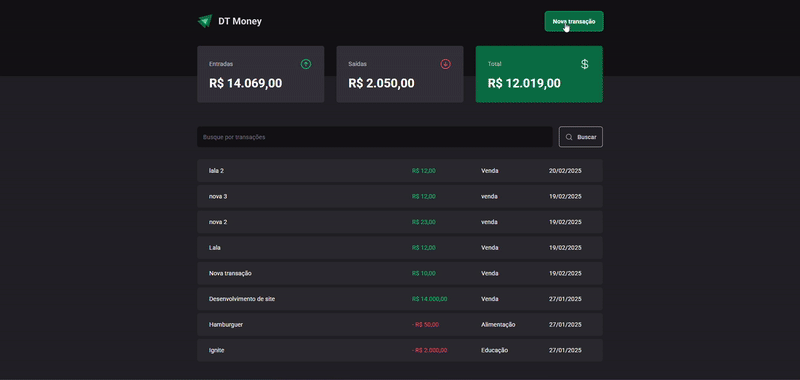 DT Money
Nova transação
Entradas
R$ 14.069,00
Saídas
R$ 2.050,00
Total
R$ 12.019,00
Busque por transações
Buscar
lala 2 R$ 12,00 Venda 20/02/2025
nova 3 R$ 12,00 venda 19/02/2025
nova 2 R$ 23,00 venda 19/02/2025
Lala R$ 12,00 Venda 19/02/2025
Nova transação R$ 10,00 Venda 19/02/2025
Desenvolvimento de site R$ 14.000,00 Venda 27/01/2025
Hamburguer - R$ 50,00 Alimentação 27/01/2025
Ignite - R$ 2.000,00 Educação 27/01/2025